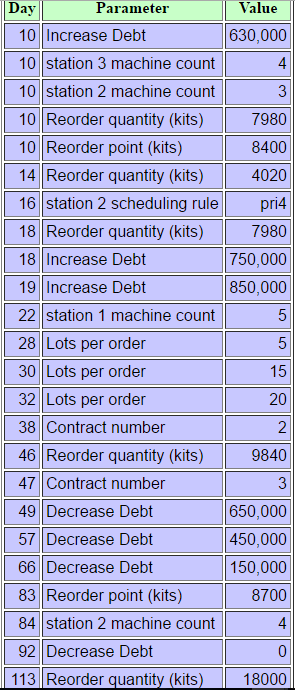 Day Parameter Value
10 Increase Debt 630,000
10 station 3 machine count 4
10 station 2 machine count 3
10 Reorder quantity (kits) 7980
10 Reorder point (kits) 8400
14 Reorder quantity (kits) 4020
16 station 2 scheduling rule pri4
18 Reorder quantity (kits) 7980
18 Increase Debt 750,000
19 Increase Debt 850,000
22 station 1 machine count 5
28 Lots per order 5
30 Lots per order 15
32 Lots per order 20
38 Contract number 2
46 Reorder quantity (kits) 9840
47 Contract number 3
49 Decrease Debt 650,000
57 Decrease Debt 450,000
66 Decrease Debt 150,000
83 Reorder point (kits) 8700
84 station 2 machine count 4
92 Decrease Debt 0
113 Reorder quantity (kits) 18000